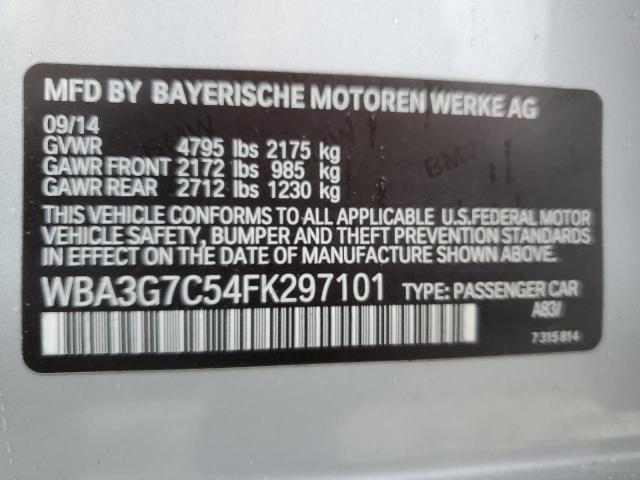 MFD BY BAYERISCHE MOTOREN WERKE AG
09/14
GVWR 4795 lbs 2175 kg
GAWR FRONT 2172 lbs 985 kg
GAWR REAR 2712 lbs 1230 kg
THIS VEHICLE CONFORMS TO ALL APPLICABLE U.S.FEDERAL MOTOR
VEHICLE SAFETY, BUMPER AND THEFT PREVENTION STANDARDS
IN EFFECT ON THE DATE OF MANUFACTURE SHOWN ABOVE.
WBA3G7C54FK297101 TYPE: PASSENGER CAR
A83/
7 315 814
BMW
BMW